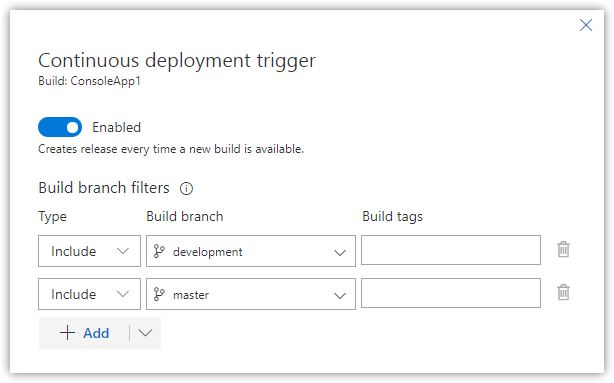 Continuous deployment trigger
Build: ConsoleApp1
Enabled
Creates release every time a new build is available.
Build branch filters
Type Build branch Build tags
Include development
Include master
Add